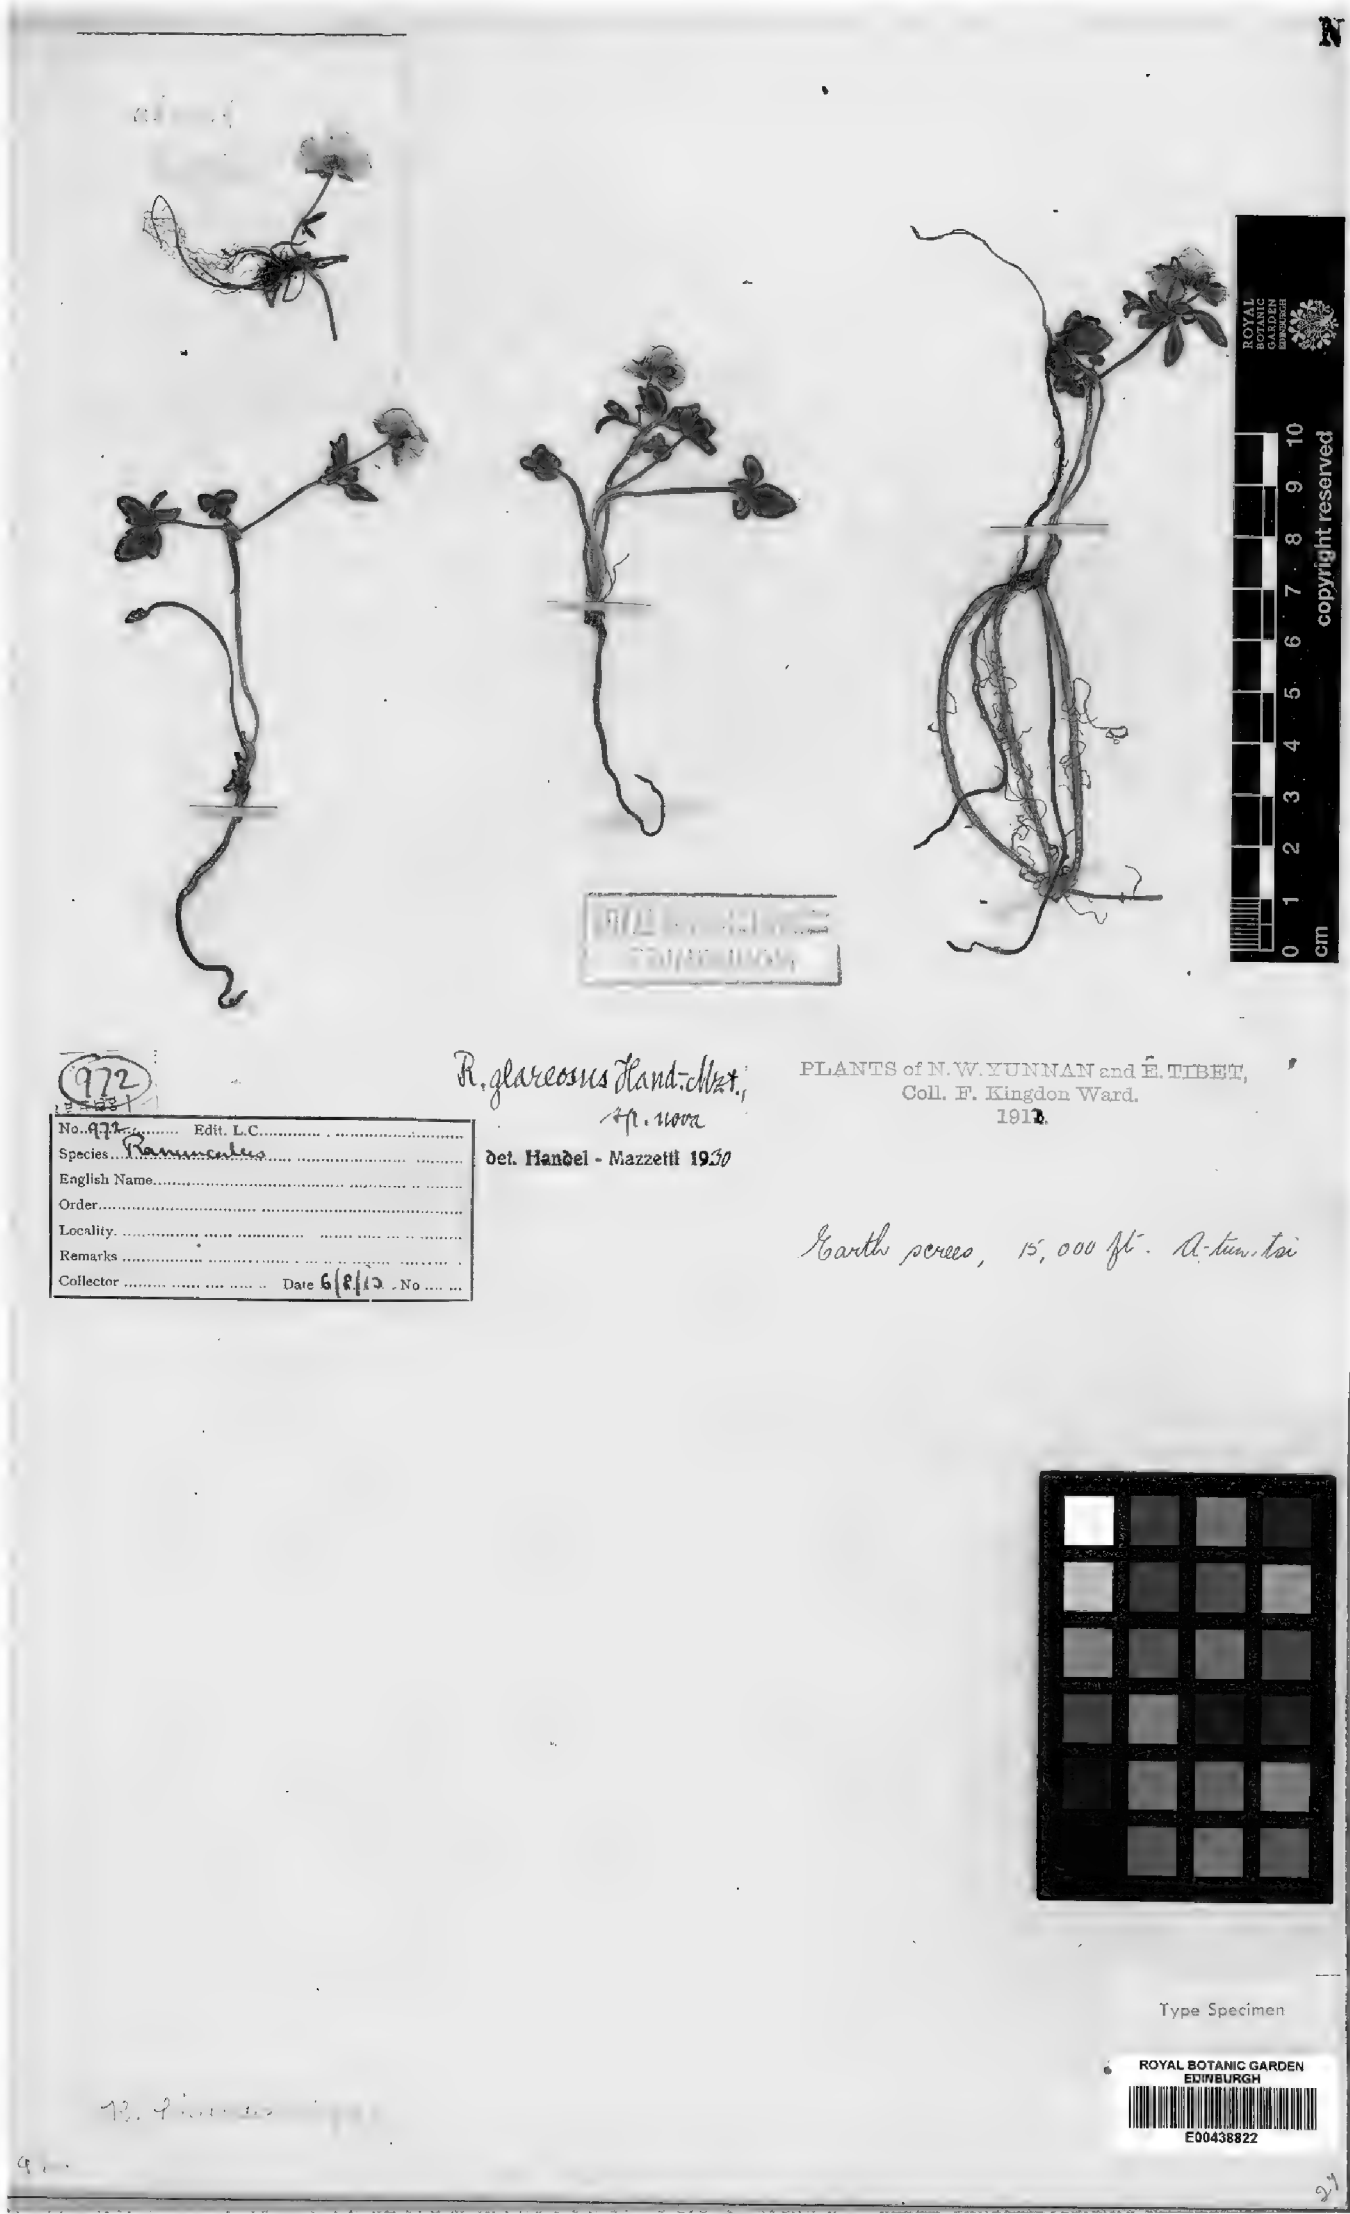 N
ROYAL
BOTANIC
GARDEN
EDINBURGH
copyright reserved
10
9
8
7
6
5
4
3
2
1
0
cm
972
No. 972 Edit. L.C.
Species Ranunculus
English Name
Order
Locality
Remarks
Collector Date 6/8/13 No
R. glareosus Hand.-Mzt.,
sp. nova
det. Handel - Mazzetti 1930
PLANTS of N.W. YUNNAN and E. TIBET,
Coll. F. Kingdon Ward.
1913.
Earth screes, 15,000 ft. A-tun-tsi
Type Specimen
ROYAL BOTANIC GARDEN
EDINBURGH
E00438822